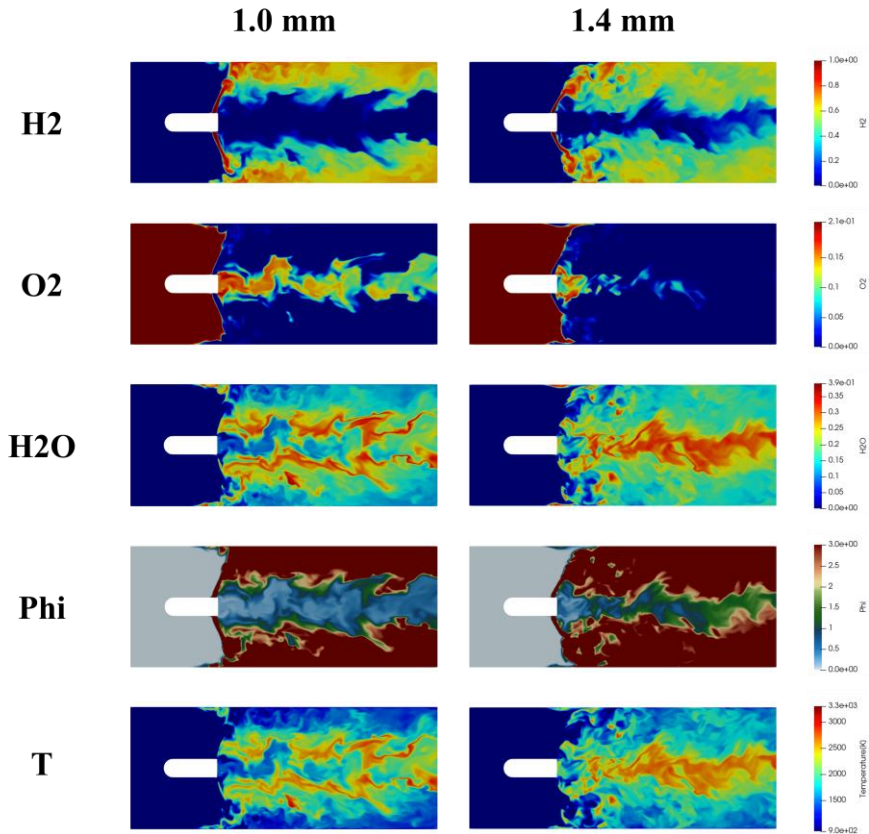 1.0 mm 1.4 mm
H2
1.0e+00
0.8
0.6
0.4
0.2
0.0e+00
H2
O2
2.1e-01
0.15
0.1
0.05
0.0e+00
O2
H2O
3.9e-01
0.35
0.3
0.25
0.2
0.15
0.1
0.05
0.0e+00
H2O
Phi
3.0e+00
2.5
2
1.5
1
0.5
0.0e+00
Phi
T
3.3e+03
3000
2500
2000
1500
9.0e+02
Temperature(K)